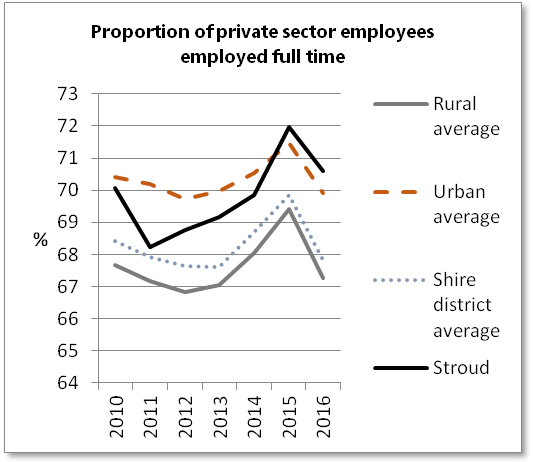 Proportion of private sector employees
employed full time
73
72
71
70
69
68
67
66
65
64
%
2010
2011
2012
2013
2014
2015
2016
Rural
average
Urban
average
Shire
district
average
Stroud